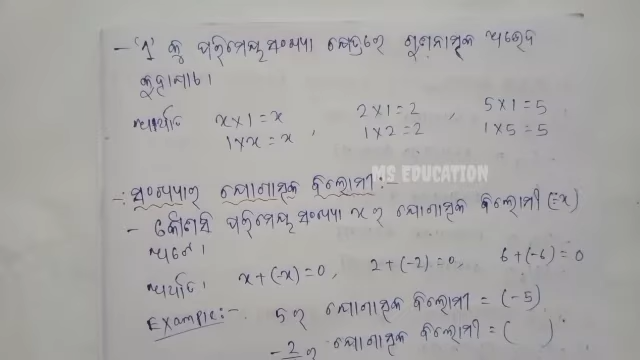 - '1' କୁ ପରିମେୟ ସଂଖ୍ୟା କ୍ଷେତ୍ରରେ ଗୁଣନାତ୍ମକ ଅଭେଦ
କୁହାଯାଏ।
ଅର୍ଥାତ x×1=x , 2×1=2 , 5×1=5
1×x=x 1×2=2 1×5=5
MS EDUCATION
-: ସଂଖ୍ୟାର ଯୋଗାତ୍ମକ ବିଲୋମୀ:-
- କୌଣସି ପରିମେୟ ସଂଖ୍ୟା x ର ଯୋଗାତ୍ମକ ବିଲୋମୀ (-x)
ଅଟେ।
ଅର୍ଥାତ x+(-x)=0, 2+(-2)=0, 6+(-6)=0
Example:- 5 ର ଯୋଗାତ୍ମକ ବିଲୋମୀ = (-5)
-2 ର ଯୋଗାତ୍ମକ ବିଲୋମୀ = ( )